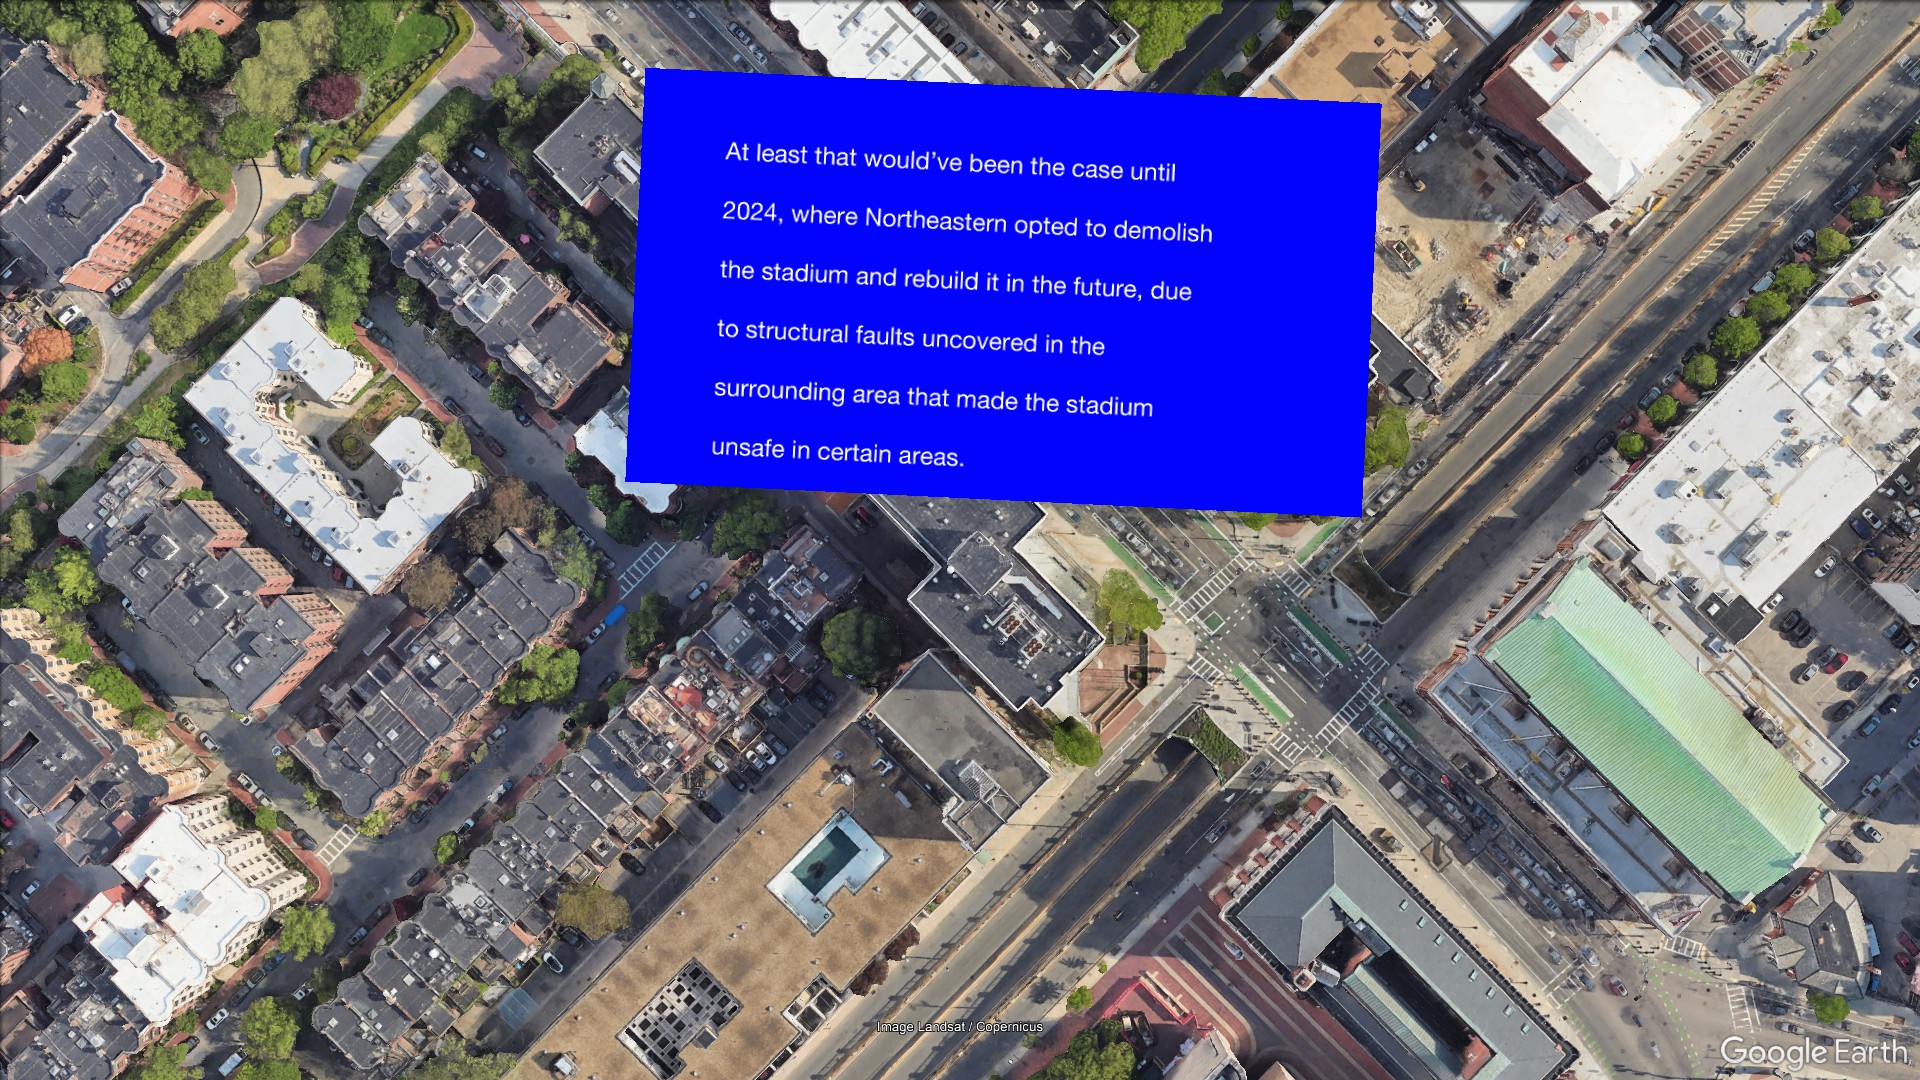 At least that would’ve been the case until
2024, where Northeastern opted to demolish
the stadium and rebuild it in the future, due
to structural faults uncovered in the
surrounding area that made the stadium
unsafe in certain areas.
Image Landsat / Copernicus
Google Earth